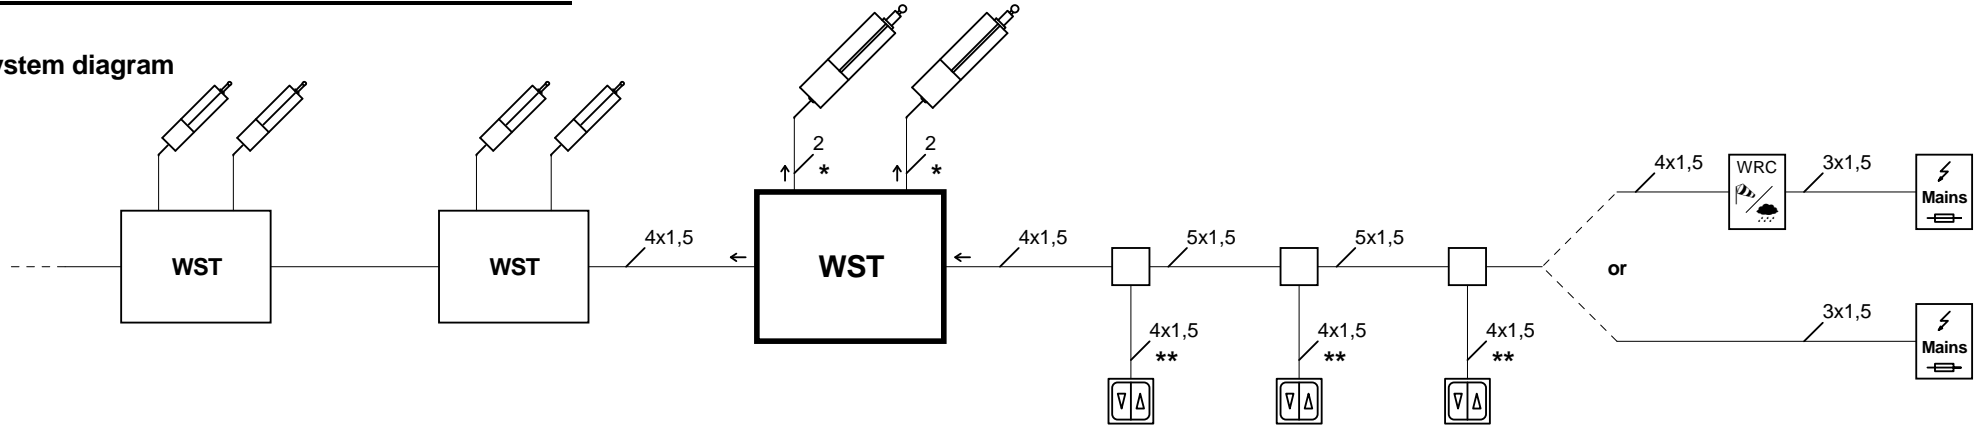 ystem diagram
2
*
2
*
4x1,5
WRC
3x1,5
Mains
WST
WST
4x1,5
WST
4x1,5
5x1,5
5x1,5
or
4x1,5
**
4x1,5
**
4x1,5
**
3x1,5
Mains